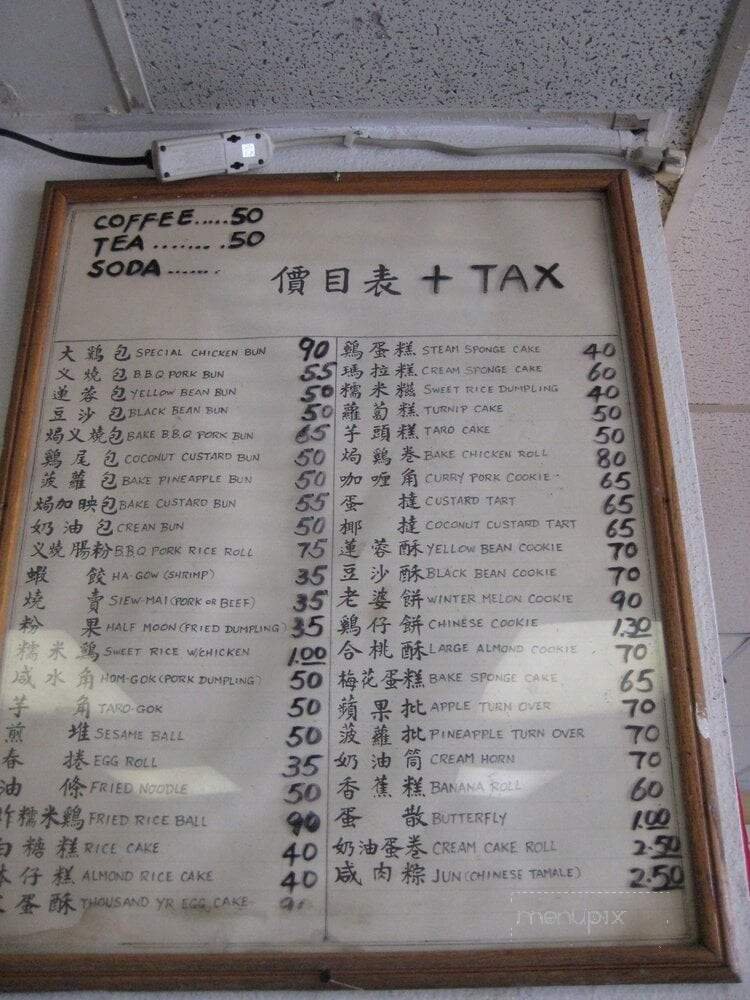 COFFEE.....50
TEA ....... .50
SODA ......
價目表 + TAX
大鷄包 SPECIAL CHICKEN BUN 90
义燒包 B.B.Q PORK BUN 55
蓮蓉包 YELLOW BEAN BUN 50
豆沙包 BLACK BEAN BUN 50
焗义燒包 BAKE B.B.Q PORK BUN 65
鷄尾包 COCONUT CUSTARD BUN 50
菠蘿包 BAKE PINEAPPLE BUN 50
焗加映包 BAKE CUSTARD BUN 55
奶油包 CREAN BUN 50
义燒腸粉 B.B.Q PORK RICE ROLL 75
蝦餃 HA-GOW (SHRIMP) 35
燒賣 SIEW-MAI (PORK OR BEEF) 35
粉果 HALF MOON (FRIED DUMPLING) 35
糯米鷄 SWEET RICE W/CHICKEN 1.00
咸水角 HOM-GOK (PORK DUMPLING) 50
芋角 TARO-GOK 50
煎堆 SESAME BALL 50
春捲 EGG ROLL 35
油條 FRIED NOODLE 50
炸糯米鷄 FRIED RICE BALL 90
白糖糕 RICE CAKE 40
仔糕 ALMOND RICE CAKE 40
蛋酥 THOUSAND YR EGG CAKE
鷄蛋糕 STEAM SPONGE CAKE 40
瑪拉糕 CREAM SPONGE CAKE 60
糯米糍 SWEET RICE DUMPLING 40
蘿蔔糕 TURNIP CAKE 50
芋頭糕 TARO CAKE 50
焗鷄卷 BAKE CHICKEN ROLL 80
咖喱角 CURRY PORK COOKIE 65
蛋撻 CUSTARD TART 65
椰撻 COCONUT CUSTARD TART 65
蓮蓉酥 YELLOW BEAN COOKIE 70
豆沙酥 BLACK BEAN COOKIE 70
老婆餅 WINTER MELON COOKIE 90
鷄仔餅 CHINESE COOKIE 1.30
合桃酥 LARGE ALMOND COOKIE 70
梅花蛋糕 BAKE SPONGE CAKE 65
蘋果批 APPLE TURN OVER 70
菠蘿批 PINEAPPLE TURN OVER 70
奶油筒 CREAM HORN 70
香蕉糕 BANANA ROLL 60
蛋散 BUTTERFLY 1.00
奶油蛋卷 CREAM CAKE ROLL 2.50
咸肉粽 JUN (CHINESE TAMALE) 2.50
menupix